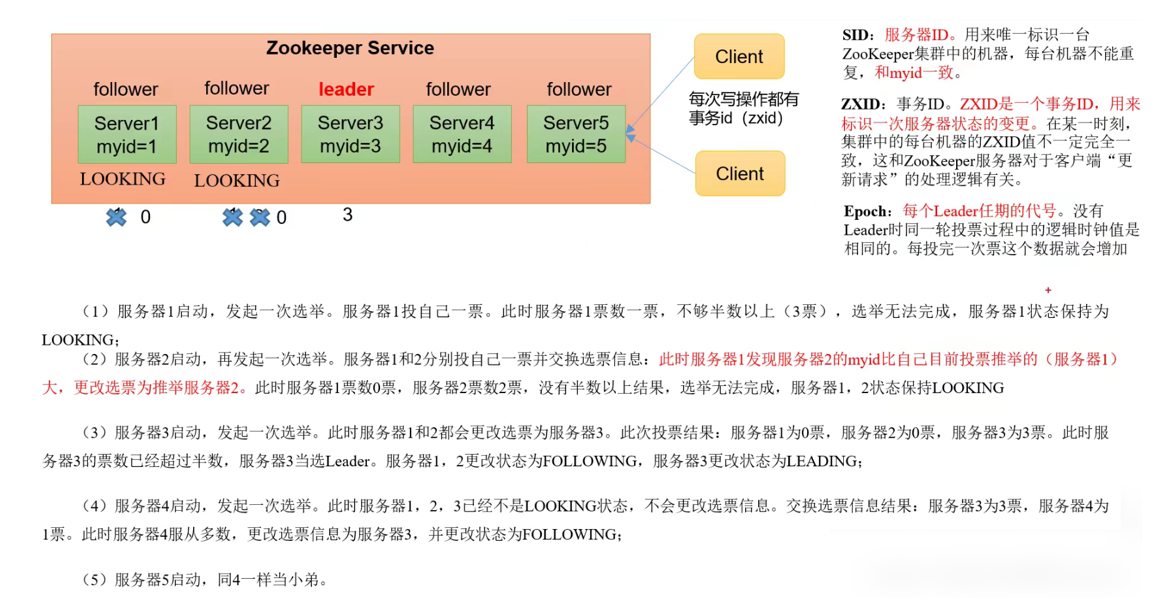 Zookeeper Service
follower
follower
leader
follower
follower
Server1
myid=1
Server2
myid=2
Server3
myid=3
Server4
myid=4
Server5
myid=5
LOOKING
LOOKING
0
0
3
Client
每次写操作都有
事务id（zxid）
Client
SID：服务器ID。用来唯一标识一台
ZooKeeper集群中的机器，每台机器不能重
复，和myid一致。
ZXID：事务ID。ZXID是一个事务ID，用来
标识一次服务器状态的变更。在某一时刻，
集群中的每台机器的ZXID值不一定完全一
致，这和ZooKeeper服务器对于客户端“更
新请求”的处理逻辑有关。
Epoch：每个Leader任期的代号。没有
Leader时同一轮投票过程中的逻辑时钟值是
相同的。每投完一次票这个数据就会增加
（1）服务器1启动，发起一次选举。服务器1投自己一票。此时服务器1票数一票，不够半数以上（3票），选举无法完成，服务器1状态保持为
LOOKING；
（2）服务器2启动，再发起一次选举。服务器1和2分别投自己一票并交换选票信息：此时服务器1发现服务器2的myid比自己目前投票推举的（服务器1）
大，更改选票为推举服务器2。此时服务器1票数0票，服务器2票数2票，没有半数以上结果，选举无法完成，服务器1，2状态保持LOOKING
（3）服务器3启动，发起一次选举。此时服务器1和2都会更改选票为服务器3。此次投票结果：服务器1为0票，服务器2为0票，服务器3为3票。此时服
务器3的票数已经超过半数，服务器3当选Leader。服务器1，2更改状态为FOLLOWING，服务器3更改状态为LEADING；
（4）服务器4启动，发起一次选举。此时服务器1，2，3已经不是LOOKING状态，不会更改选票信息。交换选票信息结果：服务器3为3票，服务器4为
1票。此时服务器4服从多数，更改选票信息为服务器3，并更改状态为FOLLOWING；
（5）服务器5启动，同4一样当小弟。